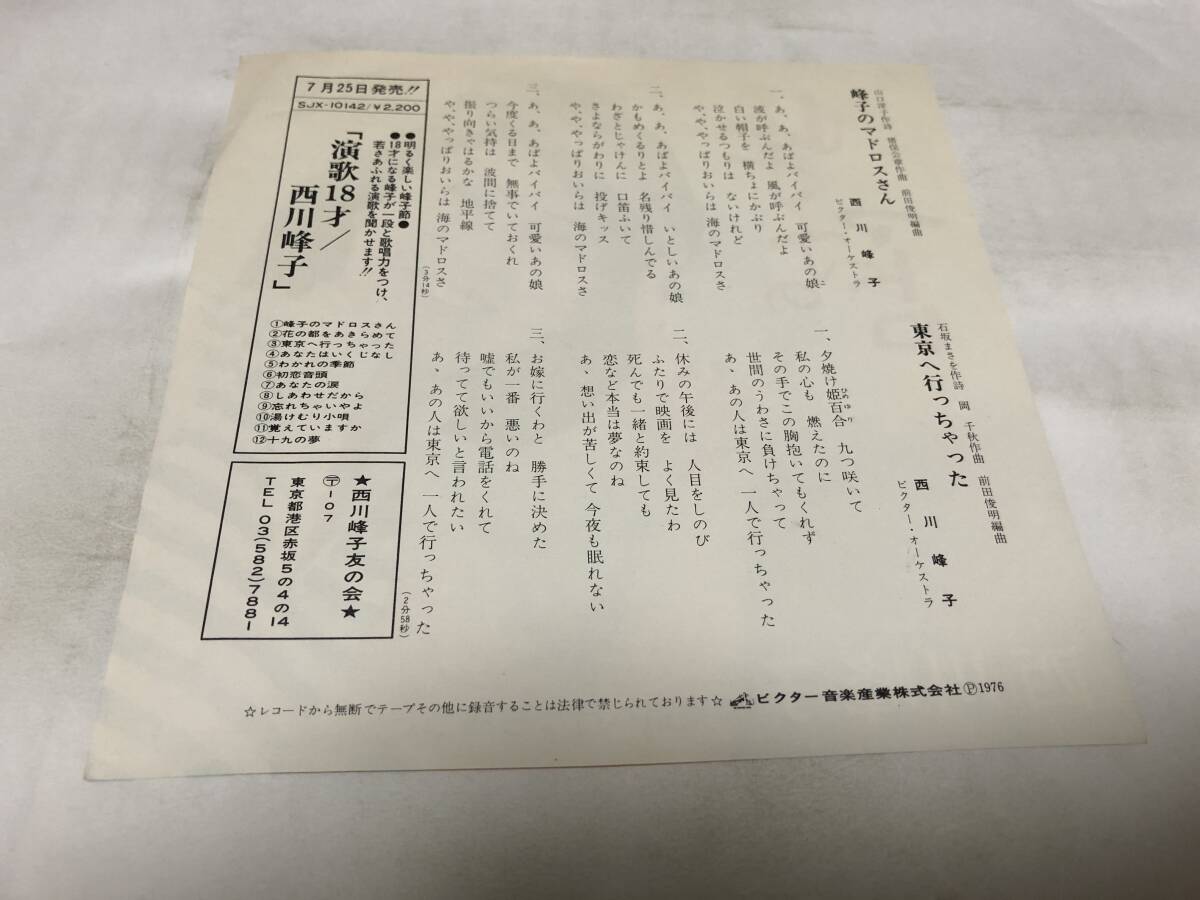 峰子のマドロスさん
山口洋子作詩 猪俣公章作曲 前田俊明編曲
西川峰子
ビクター・オーケストラ
一、あ、あ、あばよバイバイ 可愛いあの娘
こ
波が呼ぶんだよ 風が呼ぶんだよ
白い帽子を 横ちょにかぶり
泣かせるつもりは ないけれど
や、や、やっぱりおいらは 海のマドロスさ
二、あ、あ、あばよバイバイ いとしいあの娘
かもめくるりとよ 名残り惜しんでる
わざとじゃけんに 口笛ふいて
さよならがわりに 投げキッス
や、や、やっぱりおいらは 海のマドロスさ
三、あ、あ、あばよバイバイ 可愛いあの娘
今度くる日まで 無事でいておくれ
つらい気持は 波間に捨てて
振り向きゃはるかな 地平線
や、や、やっぱりおいらは 海のマドロスさ
(3分14秒)
東京へ行っちゃった
石坂まさを作詩 岡 千秋作曲 前田俊明編曲
西川峰子
ビクター・オーケストラ
一、夕焼け姫百合 九つ咲いて
ひめゆり
私の心も 燃えたのに
その手でこの胸抱いてもくれず
世間のうわさに負けちゃって
あゝあの人は東京へ 一人で行っちゃった
二、休みの午後には 人目をしのび
ふたりで映画を よく見たわ
死んでも一緒と約束しても
恋など本当は夢なのね
あゝ想い出が苦しくて 今夜も眠れない
三、お嫁に行くわと 勝手に決めた
私が一番 悪いのね
嘘でもいいから電話をくれて
待ってて欲しいと言われたい
あゝあの人は東京へ 一人で行っちゃった
(2分58秒)
7月25日発売!!
SJX-10142/¥2,200
●明るく楽しい峰子節●
●18才になる峰子が一段と歌唱力をつけ、
若さあふれる演歌を聞かせます!!
「演歌18才/
西川峰子」
①峰子のマドロスさん
②花の都をあきらめて
③東京へ行っちゃった
④あなたはいくじなし
⑤わかれの季節
⑥初恋音頭
⑦あなたの涙
⑧しあわせだから
⑨忘れちゃいやよ
⑩湯けむり小唄
⑪覚えていますか
⑫十九の夢
★西川峰子友の会★
〒107
東京都港区赤坂5の4の14
TEL 03(582)7881
☆レコードから無断でテープその他に録音することは法律で禁じられております☆ ビクター音楽産業株式会社Ⓟ1976